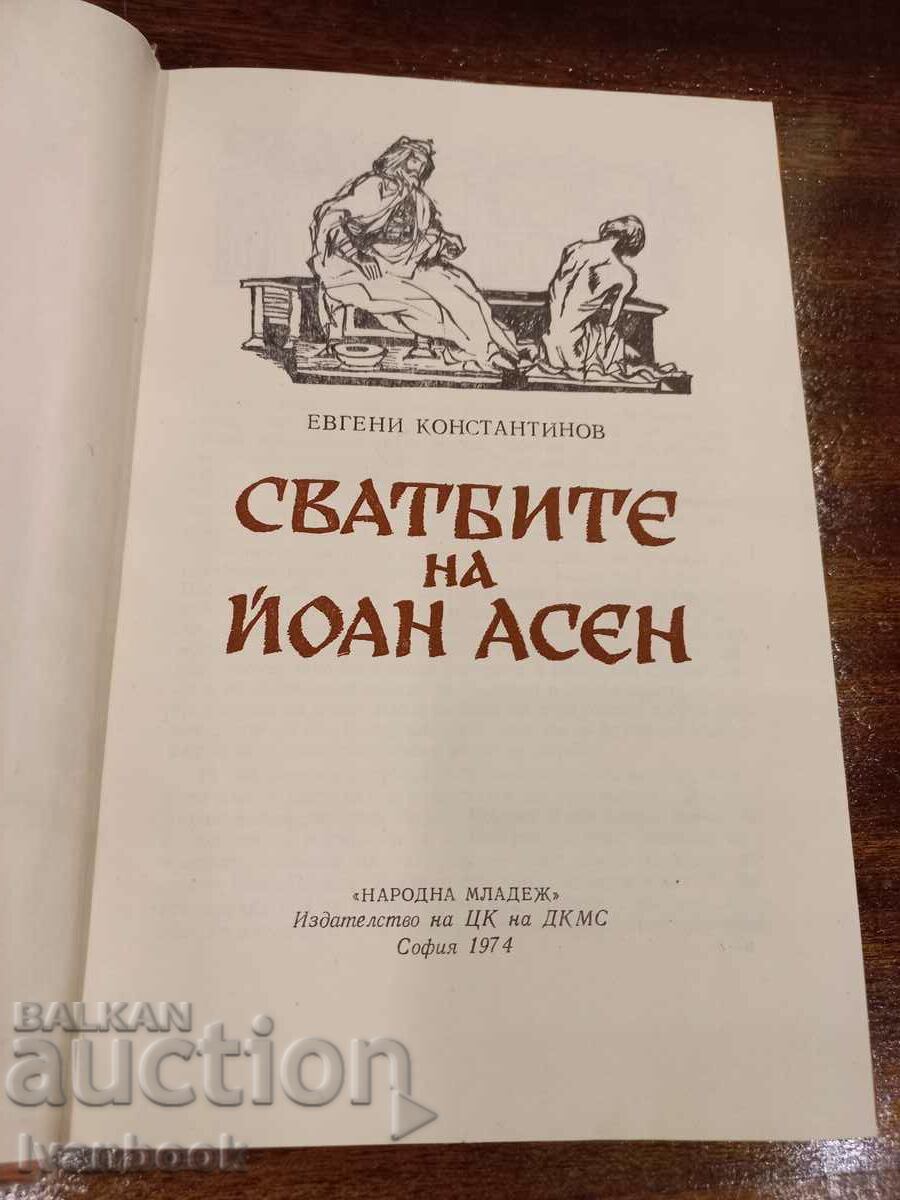 ЕВГЕНИ КОНСТАНТИНОВ
СВАТБИТЕ
НА
ЙОАН АСЕН
«НАРОДНА МЛАДЕЖ»
Издателство на ЦК на ДКМС
София 1974
BALKAN
auction
Ivanbook